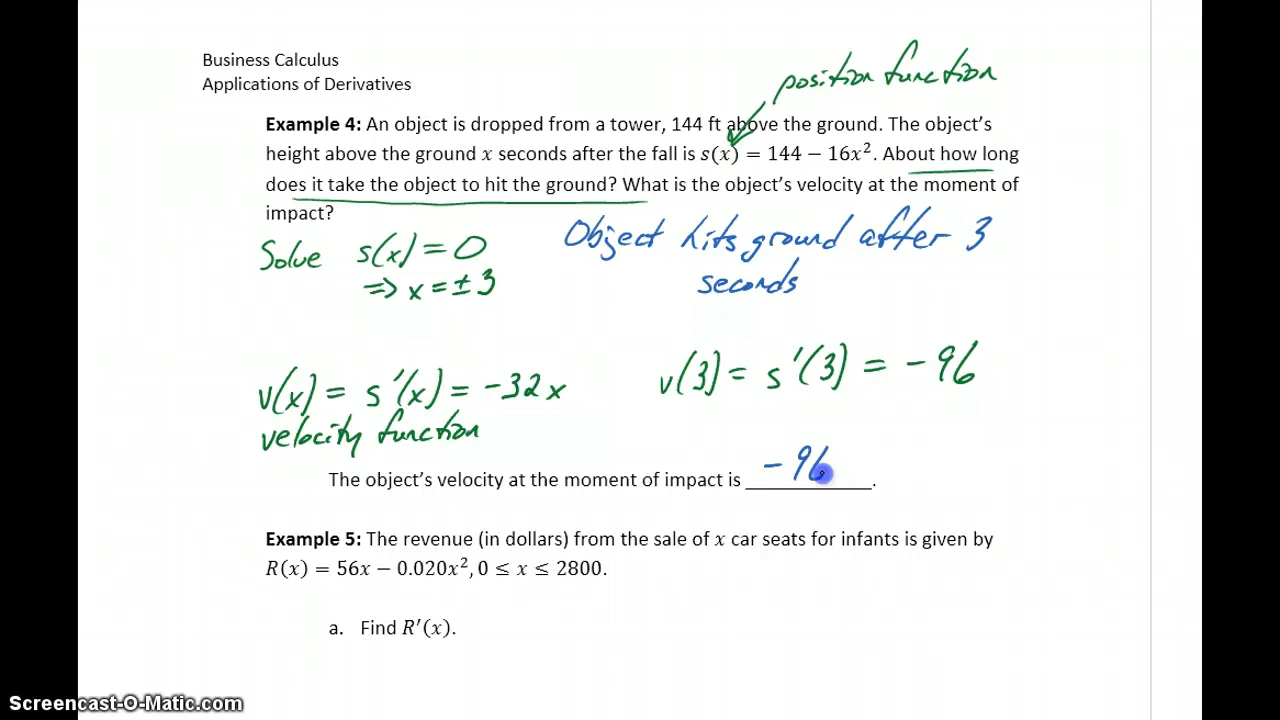 Business Calculus
Applications of Derivatives
position function
Example 4: An object is dropped from a tower, 144 ft above the ground. The object's
height above the ground x seconds after the fall is s(x) = 144 − 16x². About how long
does it take the object to hit the ground? What is the object's velocity at the moment of
impact?
Solve s(x) = 0
⇒ x = ± 3
Object hits ground after 3
seconds
v(x) = s'(x) = -32x
velocity function
v(3) = s'(3) = -96
-96
The object's velocity at the moment of impact is ____________.
Example 5: The revenue (in dollars) from the sale of x car seats for infants is given by
R(x) = 56x − 0.020x², 0 ≤ x ≤ 2800.
a. Find R′(x).
Screencast-O-Matic.com